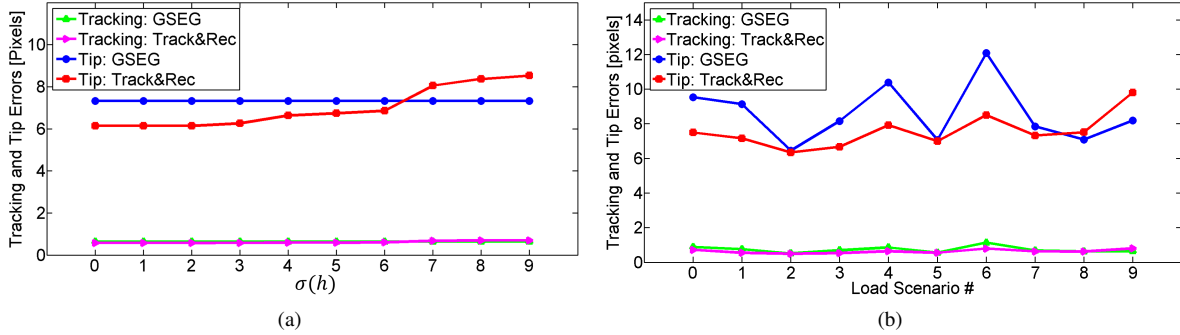 Tracking and Tip Errors [Pixels]
12
10
8
6
4
2
0
Tracking: GSEG
Tracking: Track&Rec
Tip: GSEG
Tip: Track&Rec
0 1 2 3 4 5 6 7 8 9
σ(h)
(a)
Tracking and Tip Errors [pixels]
14
12
10
8
6
4
2
0
Tracking: GSEG
Tracking: Track&Rec
Tip: GSEG
Tip: Track&Rec
0 1 2 3 4 5 6 7 8 9
Load Scenario #
(b)